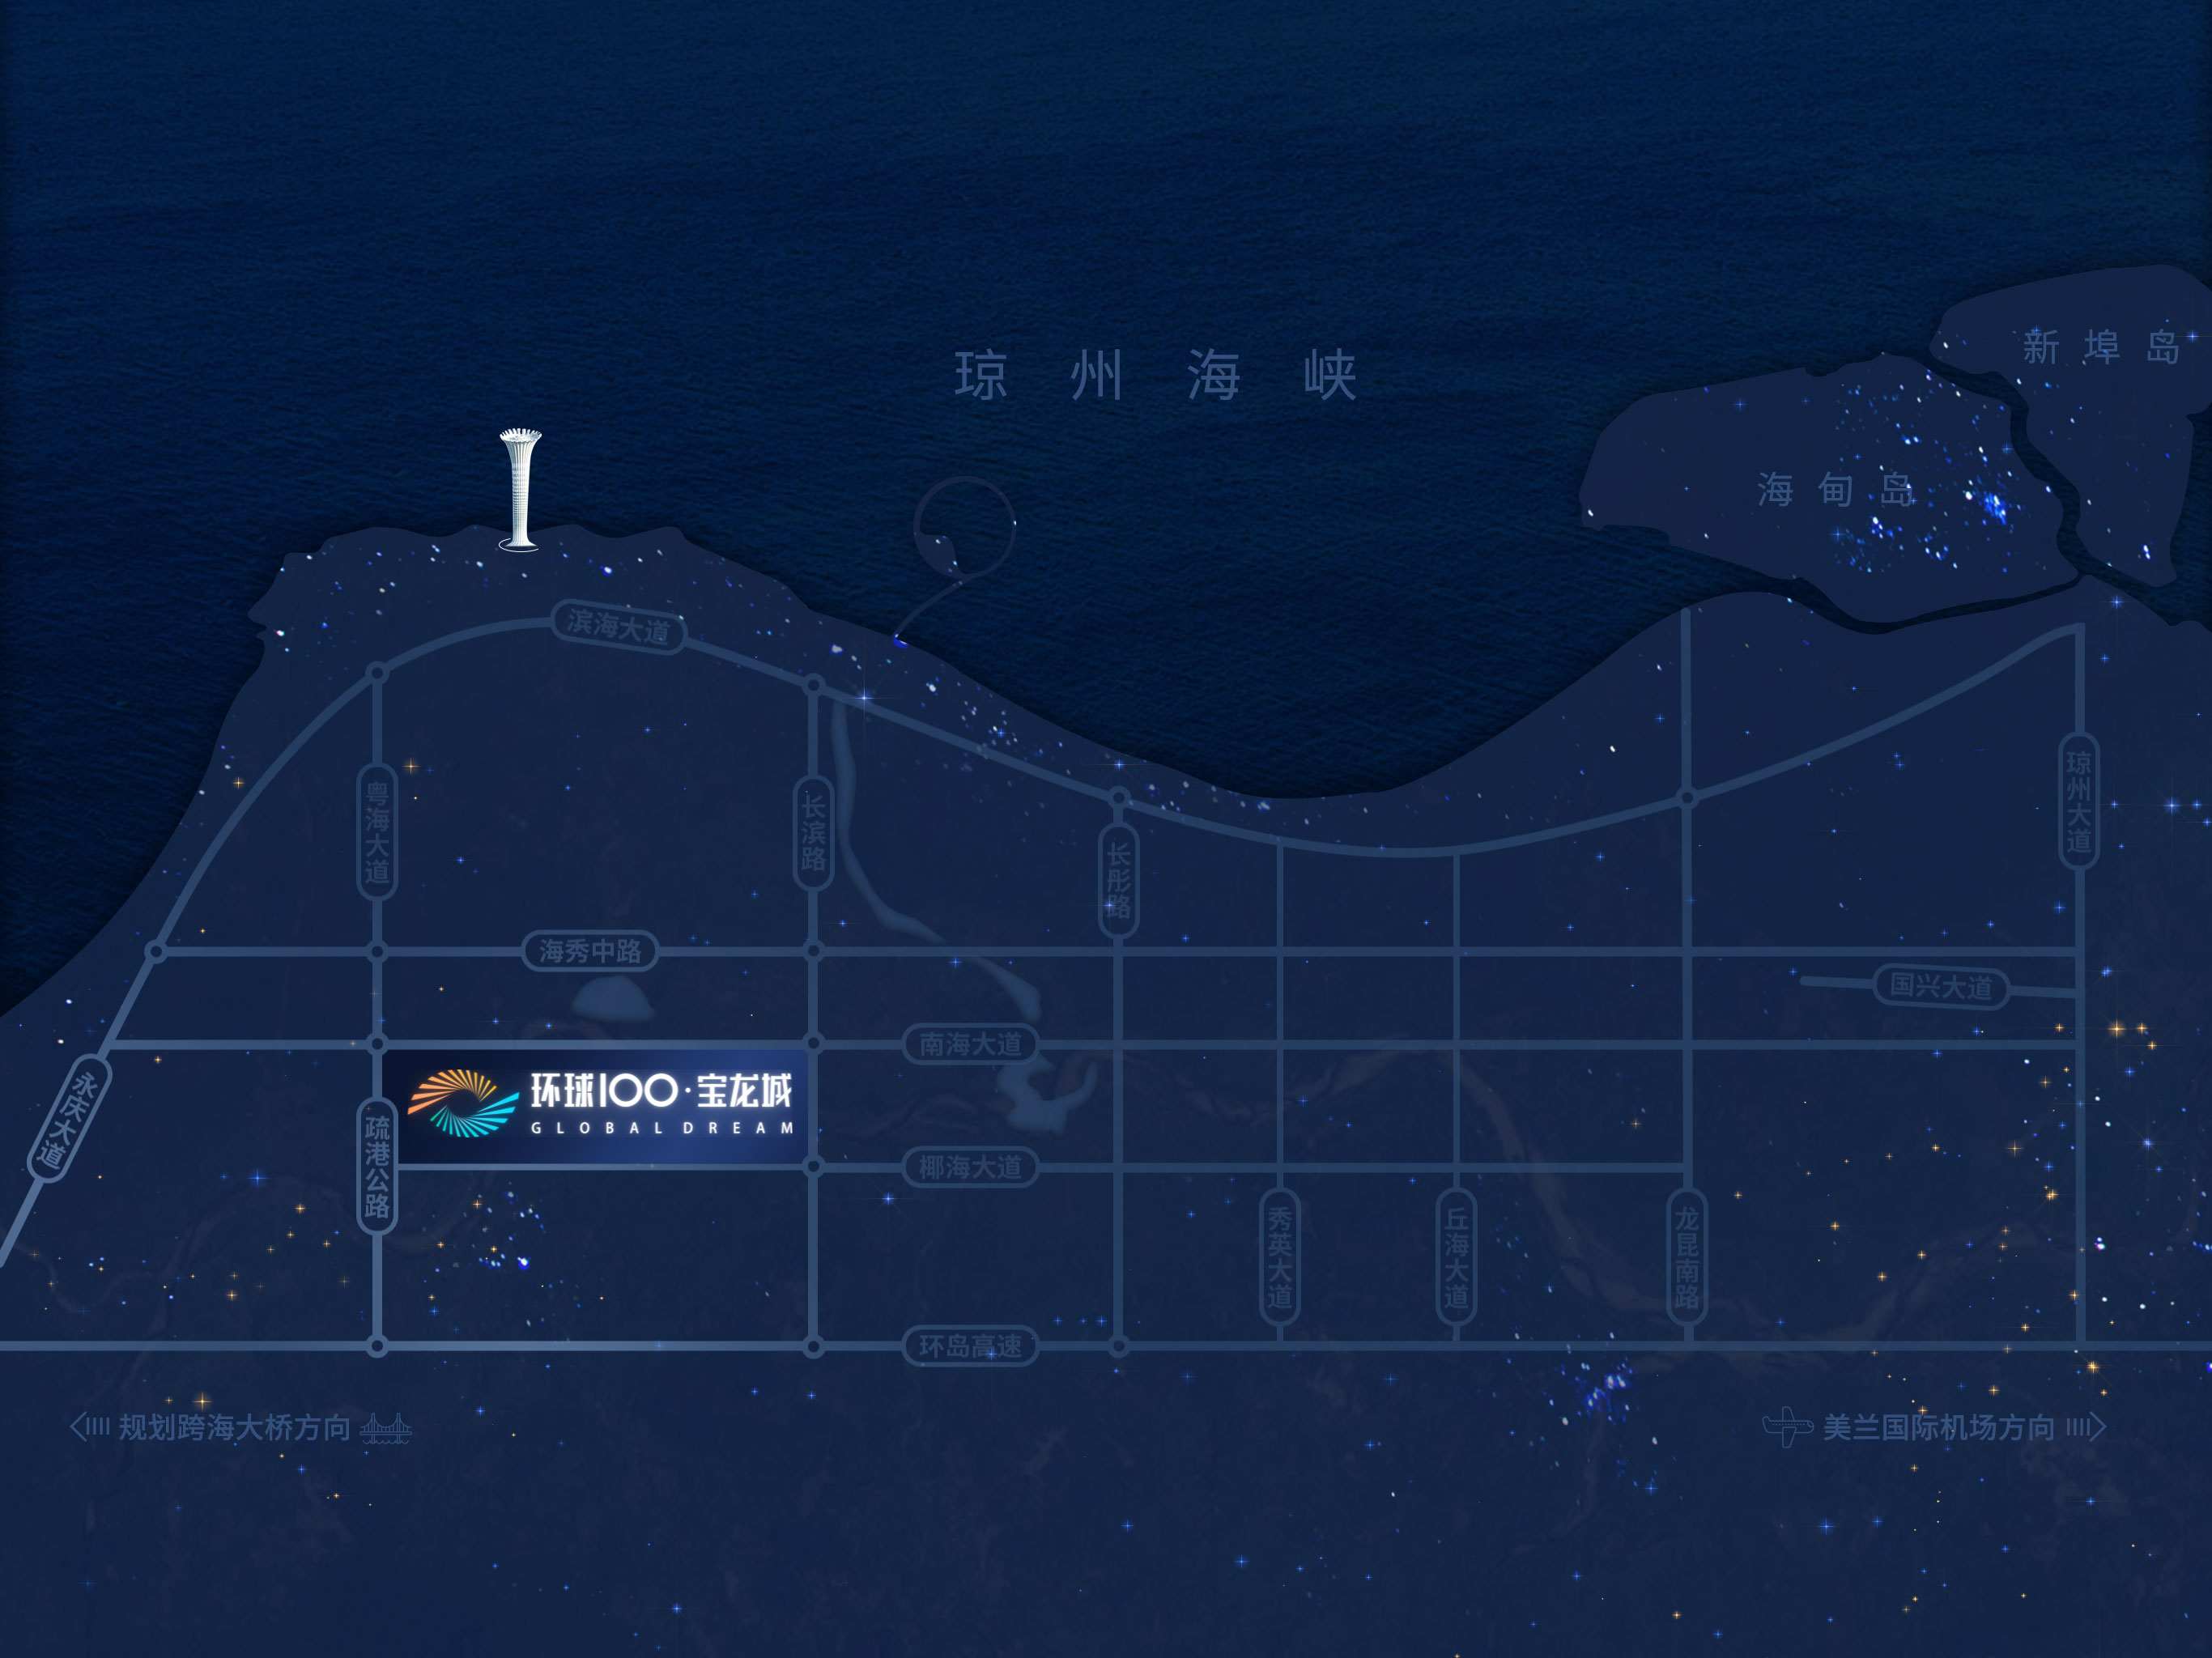 琼州海峡
新埠岛
海甸岛
滨海大道
粤海大道
长滨路
长彤路
琼州大道
海秀中路
国兴大道
南海大道
永庆大道
疏港公路
环球100·宝龙城
GLOBAL DREAM
椰海大道
秀英大道
丘海大道
龙昆南路
环岛高速
规划跨海大桥方向
美兰国际机场方向